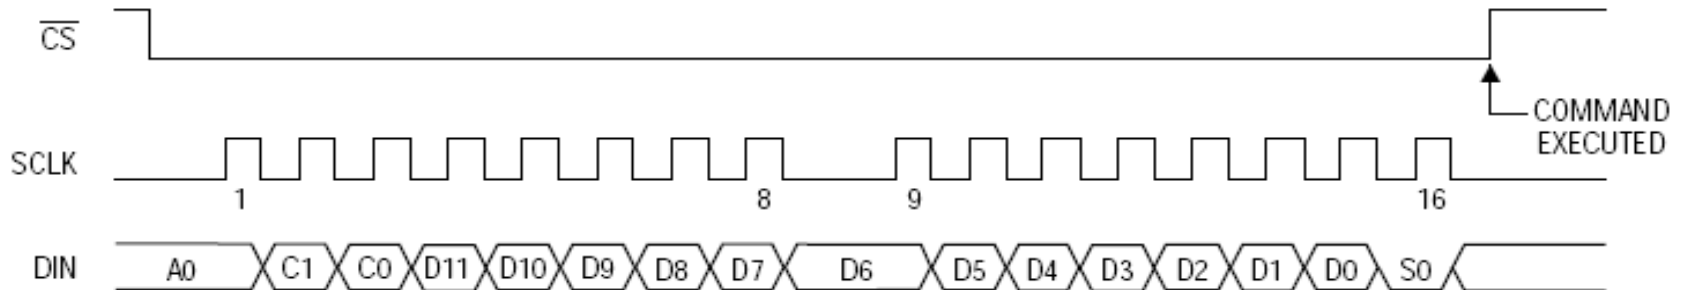 CS
COMMAND
EXECUTED
SCLK
1 8 9 16
DIN A0 C1 C0 D11 D10 D9 D8 D7 D6 D5 D4 D3 D2 D1 D0 S0